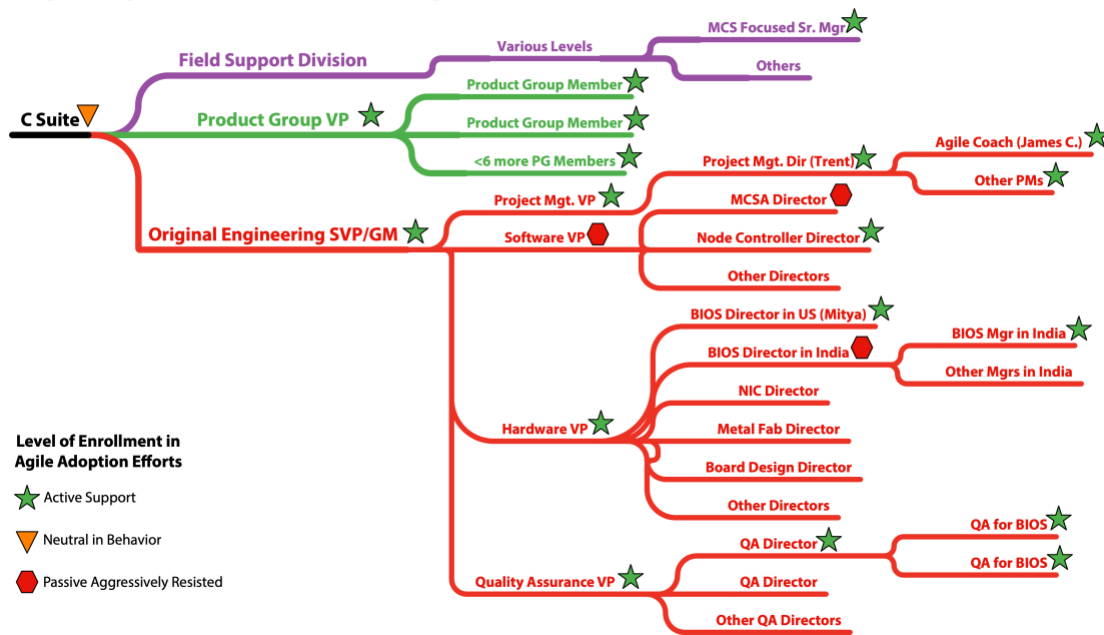 MCS Focused Sr. Mgr
Various Levels
Field Support Division
Others
Product Group Member
C Suite
Product Group VP
Product Group Member
<6 more PG Members
Agile Coach (James C.)
Project Mgt. Dir (Trent)
Other PMs
Project Mgt. VP
MCSA Director
Original Engineering SVP/GM
Software VP
Node Controller Director
Other Directors
BIOS Director in US (Mitya)
BIOS Mgr in India
BIOS Director in India
Other Mgrs in India
NIC Director
Hardware VP
Metal Fab Director
Board Design Director
Other Directors
QA for BIOS
QA Director
QA for BIOS
Quality Assurance VP
QA Director
Other QA Directors
Level of Enrollment in
Agile Adoption Efforts
Active Support
Neutral in Behavior
Passive Aggressively Resisted